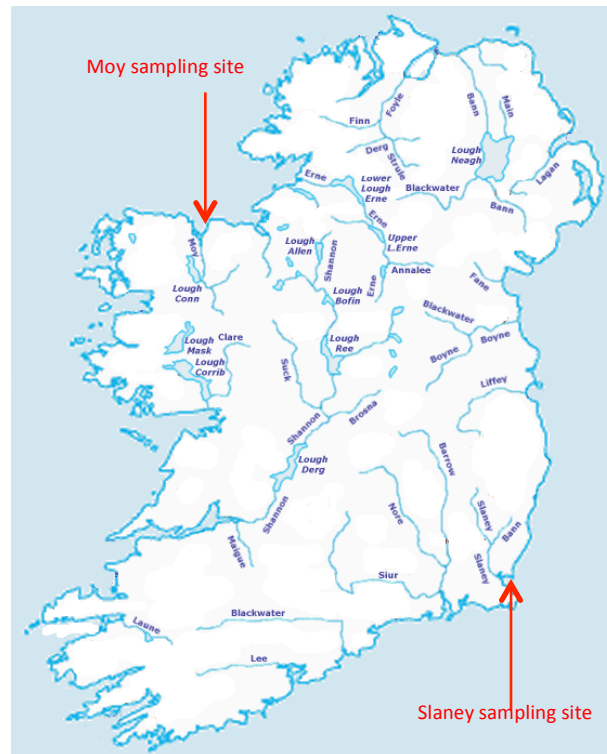 Moy sampling site
Foyle
Bann
Main
Finn
Derg
Strule
Lough
Neagh
Lagan
Erne
Lower
Lough
Erne
Blackwater
Bann
Erne
Upper
L.Erne
Moy
Lough
Allen
Shannon
Erne
Annalee
Fane
Lough
Conn
Lough
Bofin
Blackwater
Boyne
Lough
Mask
Clare
Lough
Corrib
Suck
Lough
Ree
Boyne
Liffey
Shannon
Brosna
Lough
Derg
Barrow
Shannon
Nore
Slaney
Bann
Maigue
Siur
Slaney
Laune
Blackwater
Lee
Slaney sampling site